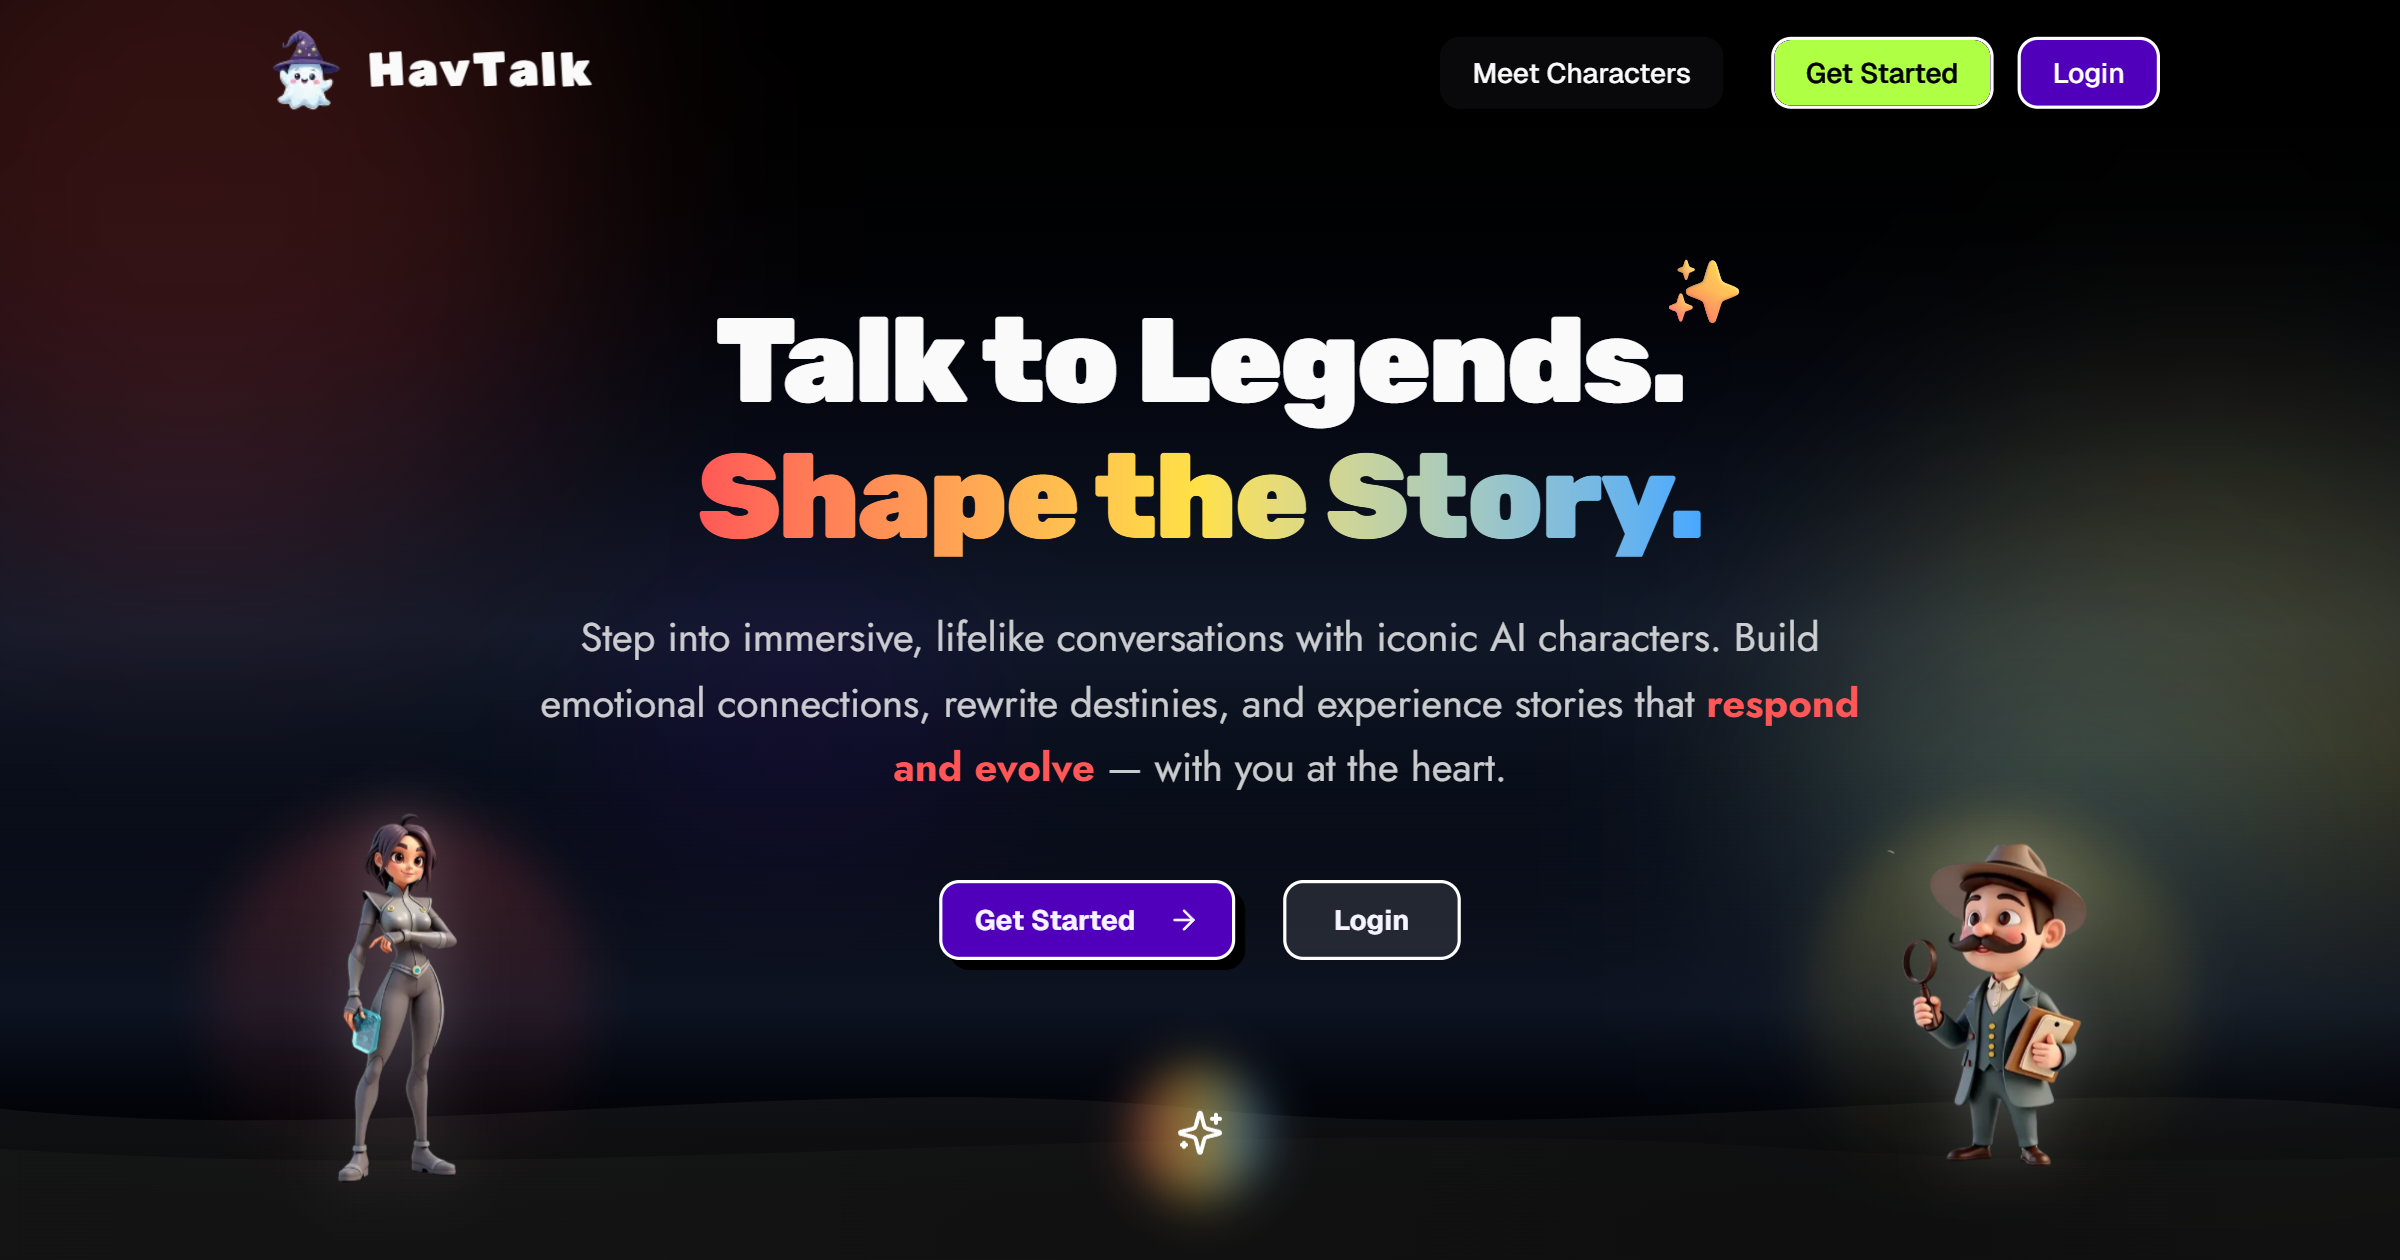 HavTalk
Meet Characters
Get Started
Login
Talk to Legends.
Shape the Story.
Step into immersive, lifelike conversations with iconic AI characters. Build
emotional connections, rewrite destinies, and experience stories that respond
and evolve — with you at the heart.
Get Started
Login